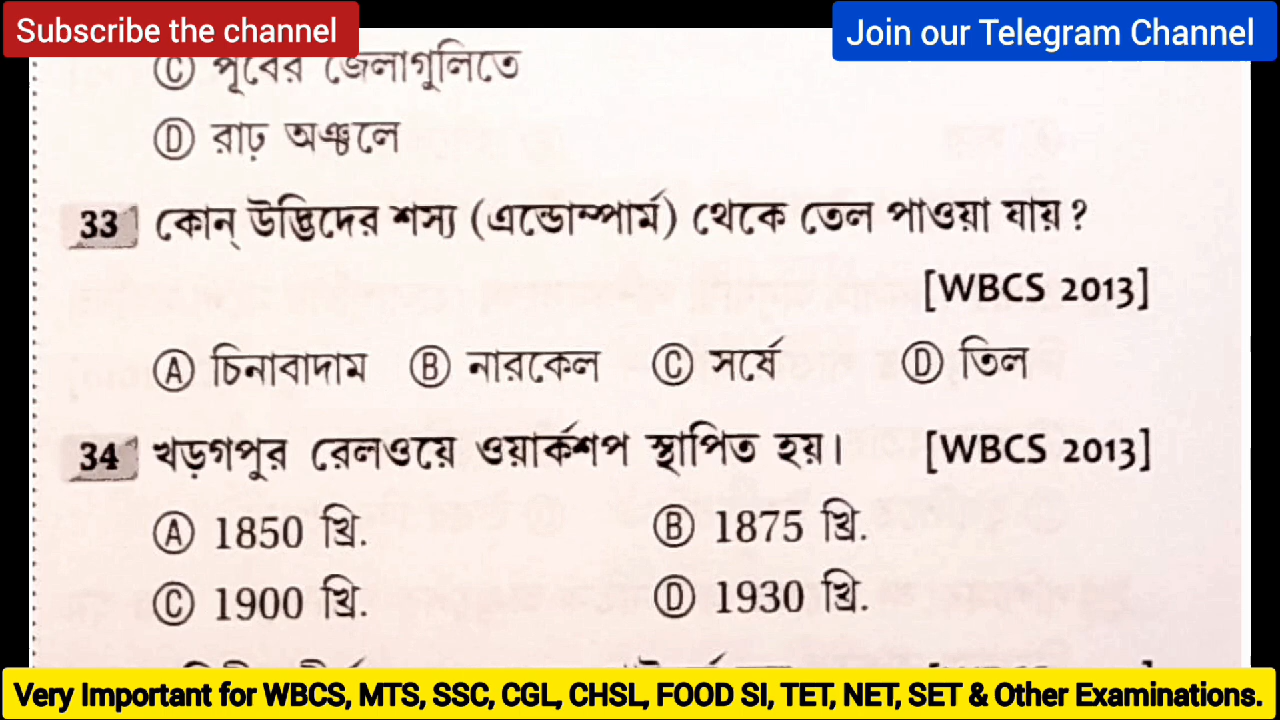 Subscribe the channel
Join our Telegram Channel
Ⓒ পূবের জেলাগুলিতে
Ⓓ রাঢ় অঞ্চলে
33 কোন্ উদ্ভিদের শস্য (এন্ডোস্পার্ম) থেকে তেল পাওয়া যায় ?
[WBCS 2013]
Ⓐ চিনাবাদাম Ⓑ নারকেল Ⓒ সর্ষে Ⓓ তিল
34 খড়গপুর রেলওয়ে ওয়ার্কশপ স্থাপিত হয়। [WBCS 2013]
Ⓐ 1850 খ্রি. Ⓑ 1875 খ্রি.
Ⓒ 1900 খ্রি. Ⓓ 1930 খ্রি.
Very Important for WBCS, MTS, SSC, CGL, CHSL, FOOD SI, TET, NET, SET & Other Examinations.